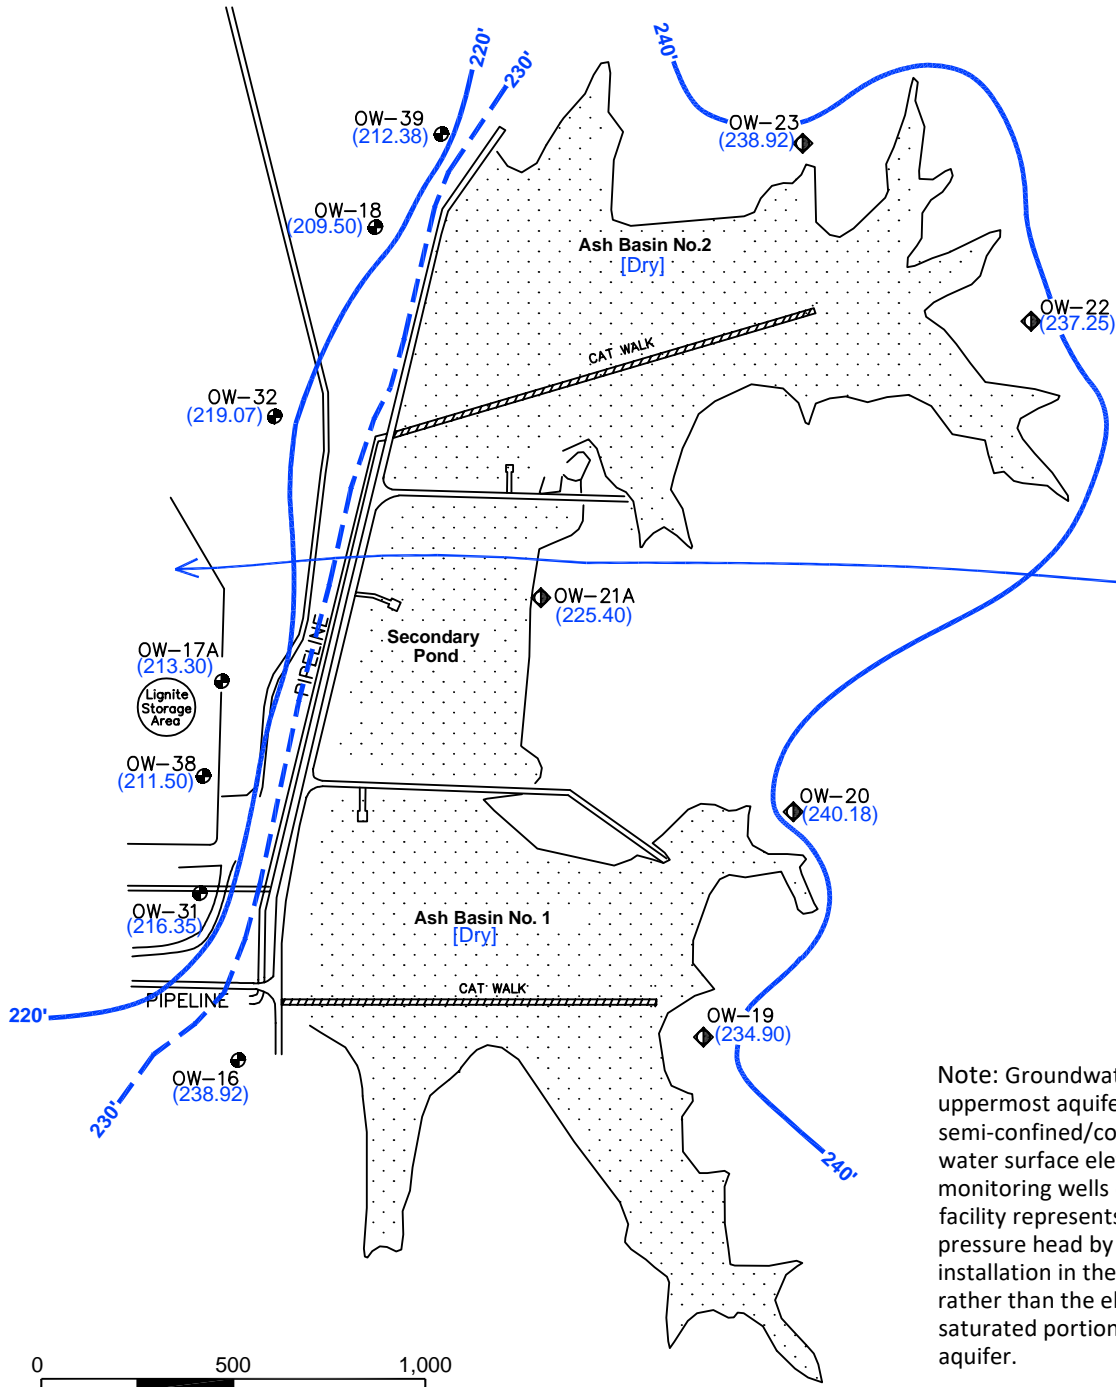 220'
230'
240'
OW-39
(212.38)
OW-23
(238.92)
OW-18
(209.50)
Ash Basin No.2
[Dry]
OW-22
(237.25)
CAT WALK
OW-32
(219.07)
OW-21A
(225.40)
Secondary
Pond
PIPELINE
OW-17A
(213.30)
Lignite
Storage
Area
OW-38
(211.50)
OW-20
(240.18)
OW-31
(216.35)
Ash Basin No. 1
[Dry]
CAT WALK
PIPELINE
220'
OW-19
(234.90)
OW-16
(238.92)
230'
240'
Note: Groundwat
uppermost aquife
semi-confined/co
water surface ele
monitoring wells
facility represents
pressure head by
installation in the
rather than the el
saturated portion
aquifer.
0 500 1,000